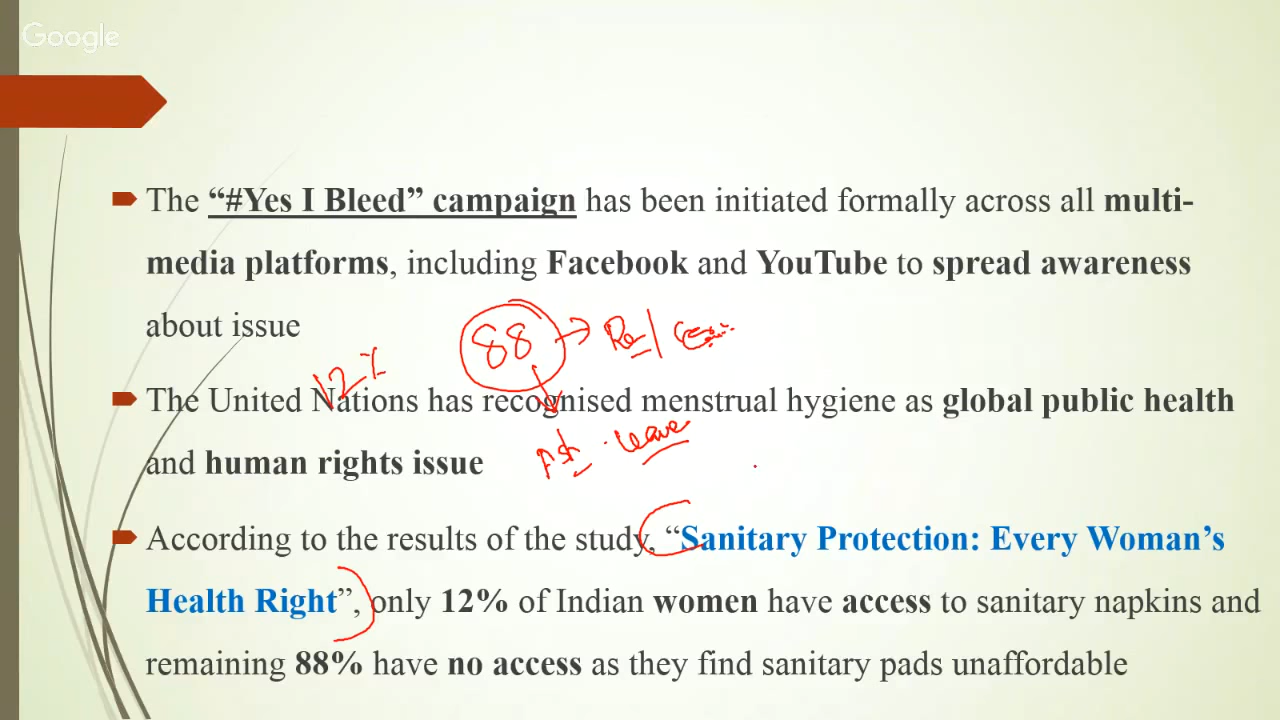 Google
The “#Yes I Bleed” campaign has been initiated formally across all multi-
media platforms, including Facebook and YouTube to spread awareness
about issue
88
12%
The United Nations has recognised menstrual hygiene as global public health
and human rights issue
leave
According to the results of the study, “Sanitary Protection: Every Woman’s
Health Right”, only 12% of Indian women have access to sanitary napkins and
remaining 88% have no access as they find sanitary pads unaffordable